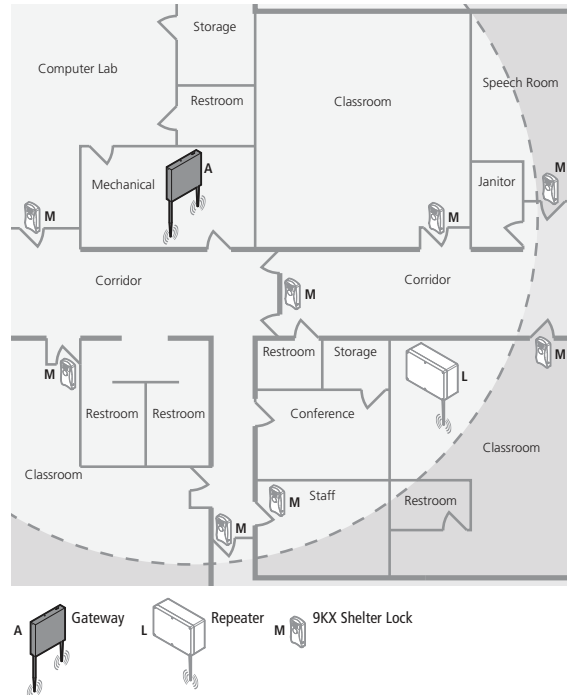 Storage
Computer Lab
Speech Room
Restroom
Classroom
A
Mechanical
M
Janitor
M
M
Corridor
Corridor
M
Restroom
Storage
M
M
L
Restroom
Restroom
Conference
Classroom
Classroom
Staff
M
Restroom
M
A
Gateway
L
Repeater
M
9KX Shelter Lock